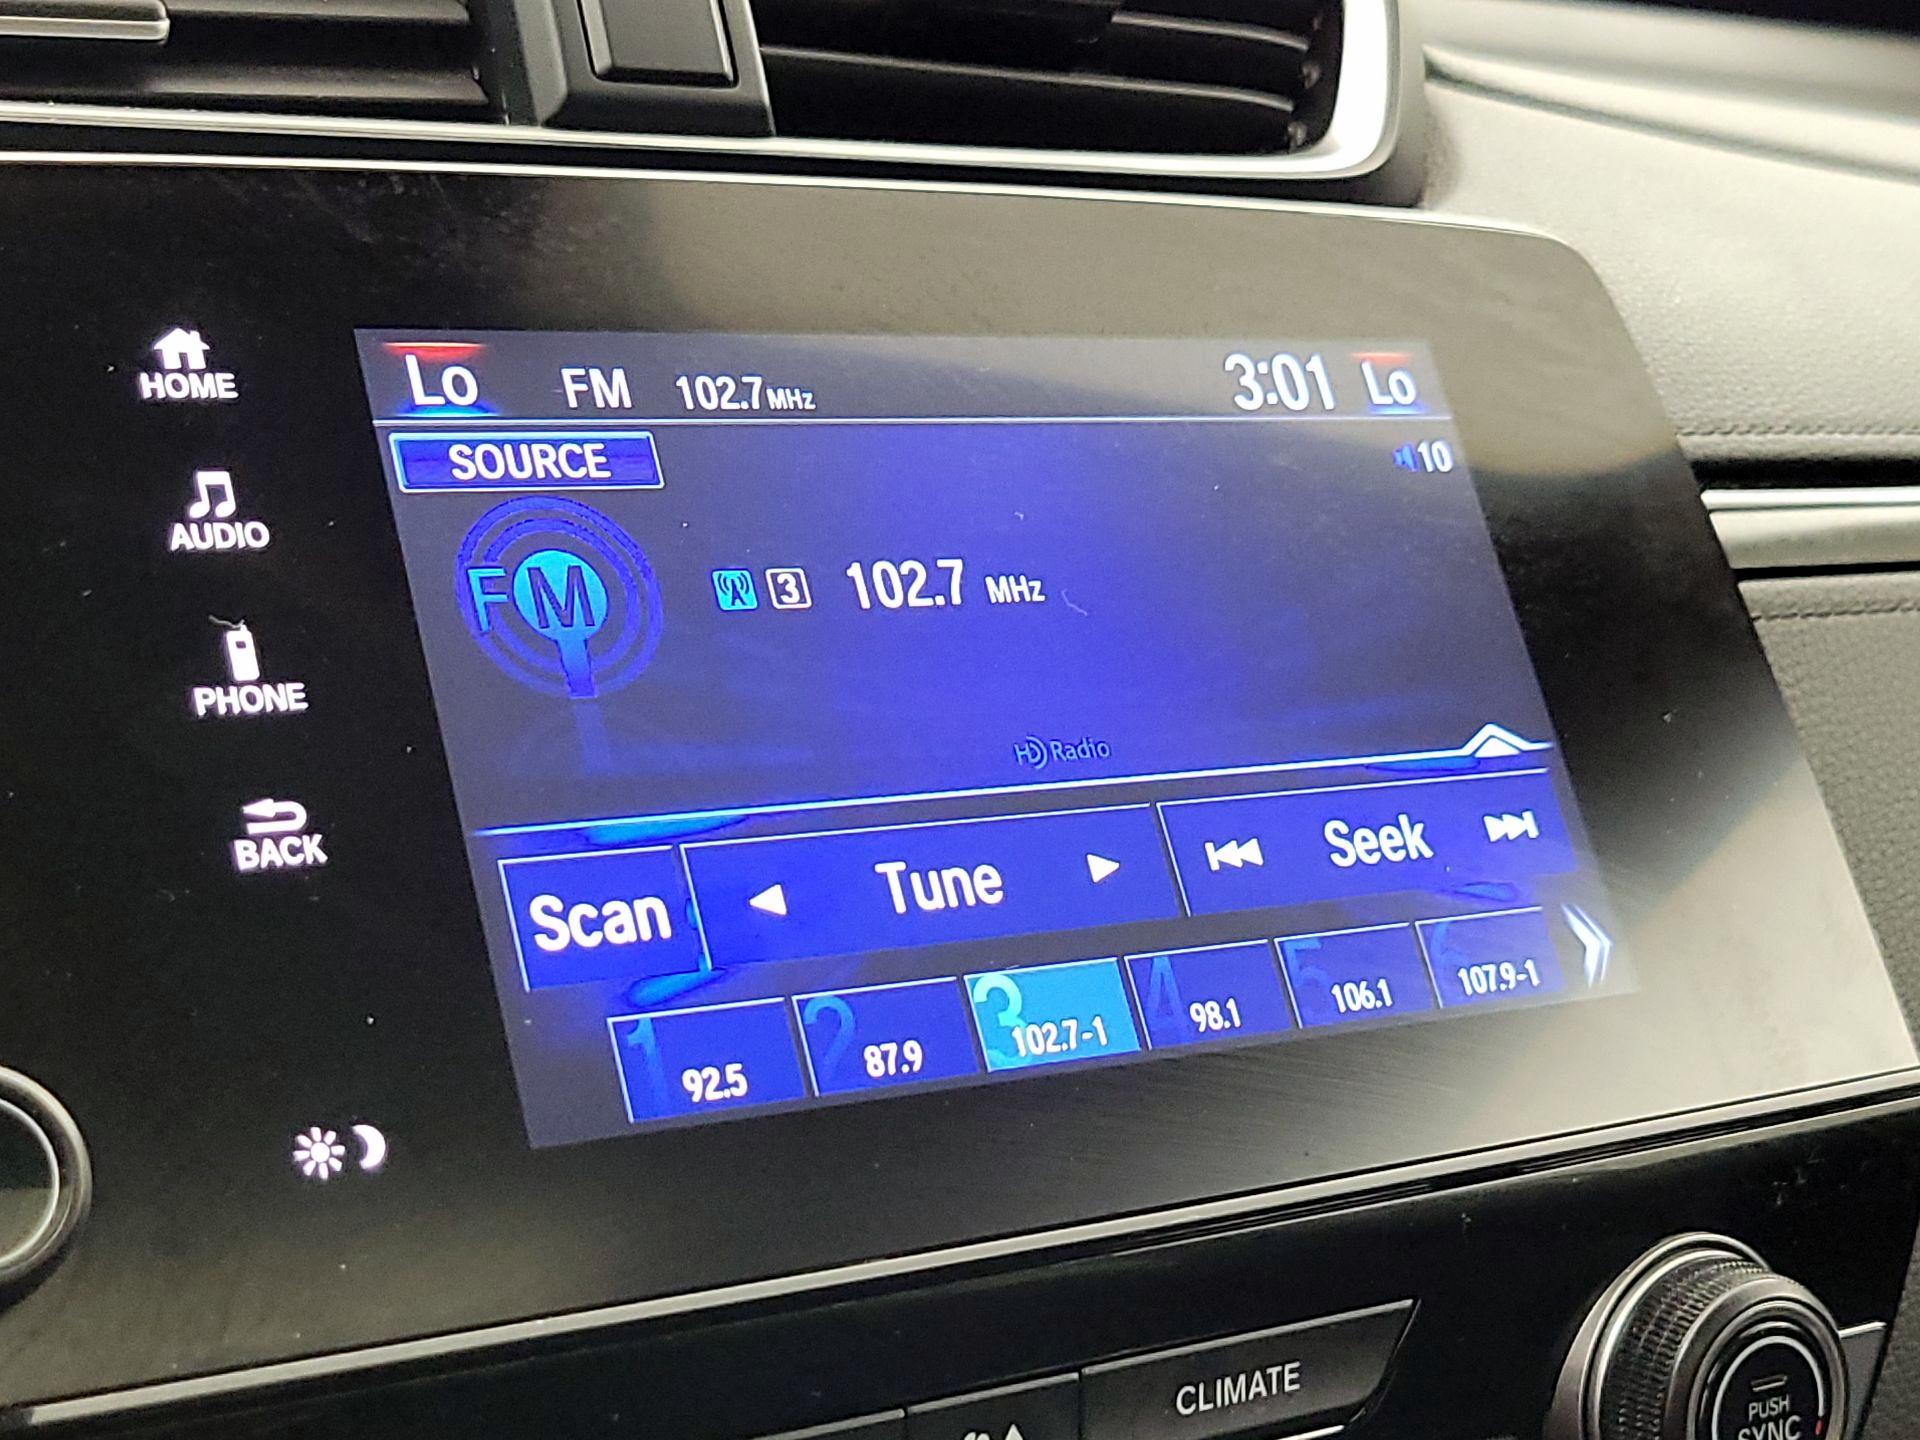 HOME
AUDIO
PHONE
BACK
Lo FM 102.7 MHz 3:01 Lo
SOURCE
10
FM
3 102.7 MHz
HD Radio
Scan Tune Seek
1 92.5
2 87.9
3 102.7-1
4 98.1
5 106.1
6 107.9-1
CLIMATE
PUSH
SYNC